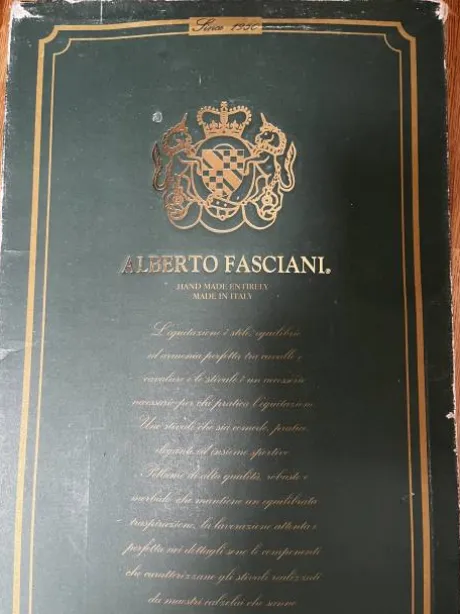 Since 1950
ALBERTO FASCIANI®
HAND MADE ENTIRELY
MADE IN ITALY
L'equitazione è stile, equilibrio
ed armonia perfetta tra cavallo e
cavaliere e lo stivale è un accessorio
necessario per chi pratica l'equitazione
Uno stivale che sia comodo, pratico
elegante ed insieme sportivo
Pellame di alta qualità, robusto e
morbido che mantiene un equilibrata
traspirazione, la lavorazione attenta e
perfetta nei dettagli sono le componenti
che caratterizzano gli stivali realizzati
da maestri calzolai che sanno